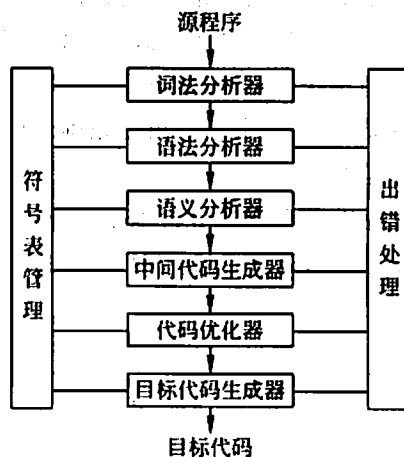 源程序
词法分析器
语法分析器
语义分析器
中间代码生成器
代码优化器
目标代码生成器
目标代码
符号表管理
出错处理